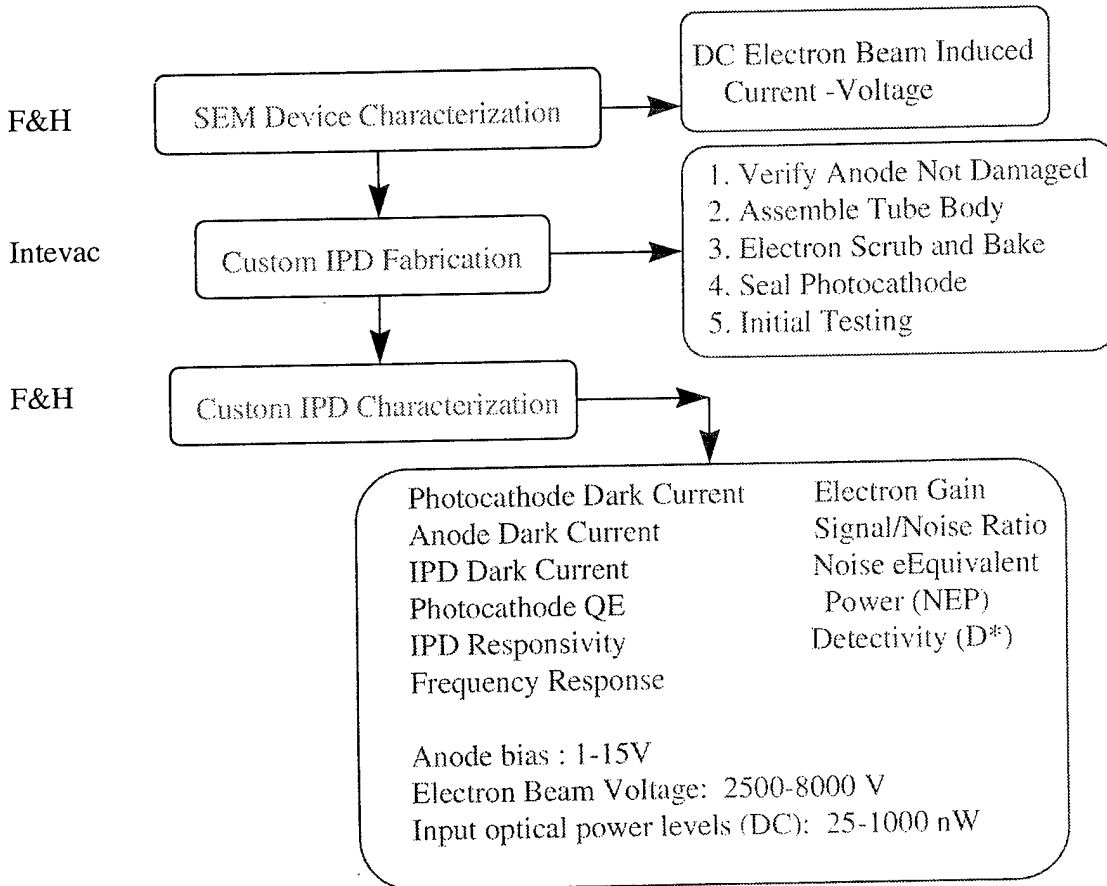 DC Electron Beam Induced
Current -Voltage
F&H
SEM Device Characterization
1. Verify Anode Not Damaged
2. Assemble Tube Body
3. Electron Scrub and Bake
4. Seal Photocathode
5. Initial Testing
Intevac
Custom IPD Fabrication
F&H
Custom IPD Characterization
Photocathode Dark Current
Anode Dark Current
IPD Dark Current
Photocathode QE
IPD Responsivity
Frequency Response
Electron Gain
Signal/Noise Ratio
Noise eEquivalent
Power (NEP)
Detectivity (D*)
Anode bias : 1-15V
Electron Beam Voltage: 2500-8000 V
Input optical power levels (DC): 25-1000 nW